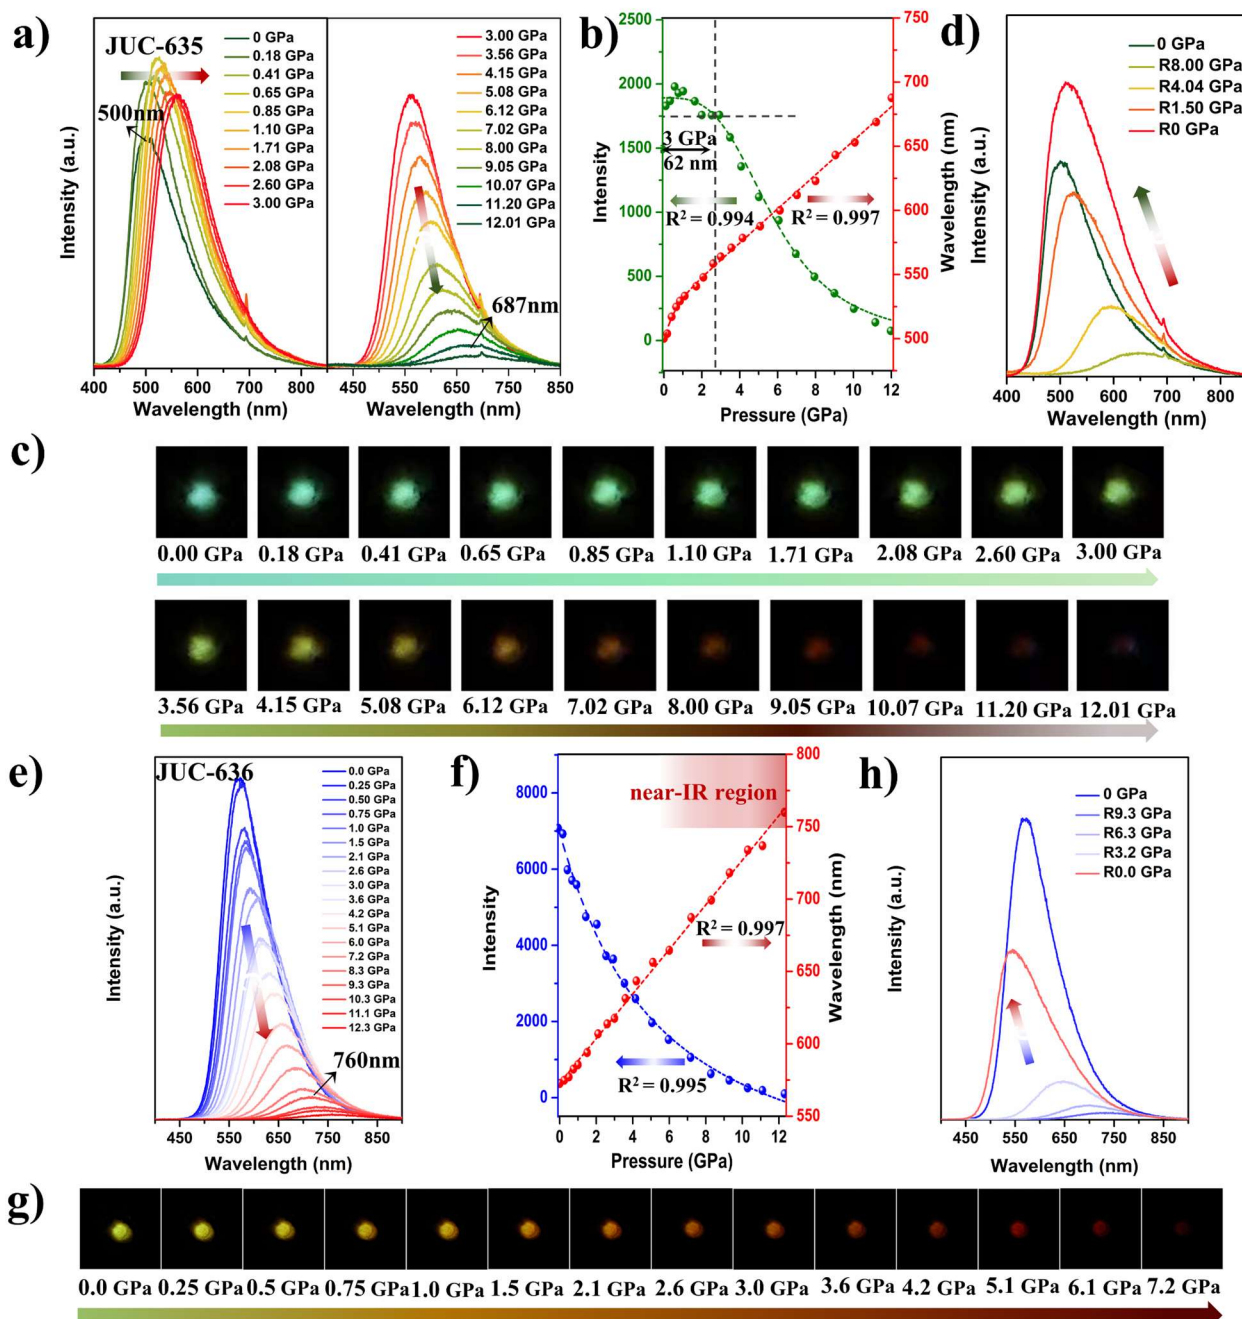 a)
JUC-635
500nm
Intensity (a.u.)
0 GPa
0.18 GPa
0.41 GPa
0.65 GPa
0.85 GPa
1.10 GPa
1.71 GPa
2.08 GPa
2.60 GPa
3.00 GPa
400 500 600 700 800
Wavelength (nm)
3.00 GPa
3.56 GPa
4.15 GPa
5.08 GPa
6.12 GPa
7.02 GPa
8.00 GPa
9.05 GPa
10.07 GPa
11.20 GPa
12.01 GPa
687nm
450 550 650 750 850
Wavelength (nm)
b)
2500
2000
1500
1000
500
0
Intensity
3 GPa
62 nm
R² = 0.994
R² = 0.997
750
700
650
600
550
500
Wavelength (nm)
0 2 4 6 8 10 12
Pressure (GPa)
d)
0 GPa
R8.00 GPa
R4.04 GPa
R1.50 GPa
R0 GPa
Intensity (a.u.)
400 500 600 700 800
Wavelength (nm)
c)
0.00 GPa 0.18 GPa 0.41 GPa 0.65 GPa 0.85 GPa 1.10 GPa 1.71 GPa 2.08 GPa 2.60 GPa 3.00 GPa
3.56 GPa 4.15 GPa 5.08 GPa 6.12 GPa 7.02 GPa 8.00 GPa 9.05 GPa 10.07 GPa 11.20 GPa 12.01 GPa
e)
JUC-636
Intensity (a.u.)
0.0 GPa
0.25 GPa
0.50 GPa
0.75 GPa
1.0 GPa
1.5 GPa
2.1 GPa
2.6 GPa
3.0 GPa
3.6 GPa
4.2 GPa
5.1 GPa
6.0 GPa
7.2 GPa
8.3 GPa
9.3 GPa
10.3 GPa
11.1 GPa
12.3 GPa
760nm
450 550 650 750 850
Wavelength (nm)
f)
8000
6000
4000
2000
0
Intensity
near-IR region
R² = 0.997
R² = 0.995
800
750
700
650
600
550
Wavelength (nm)
0 2 4 6 8 10 12
Pressure (GPa)
h)
0 GPa
R9.3 GPa
R6.3 GPa
R3.2 GPa
R0.0 GPa
Intensity (a.u.)
450 550 650 750 850
Wavelength (nm)
g)
0.0 GPa 0.25 GPa 0.5 GPa 0.75 GPa 1.0 GPa 1.5 GPa 2.1 GPa 2.6 GPa 3.0 GPa 3.6 GPa 4.2 GPa 5.1 GPa 6.1 GPa 7.2 GPa